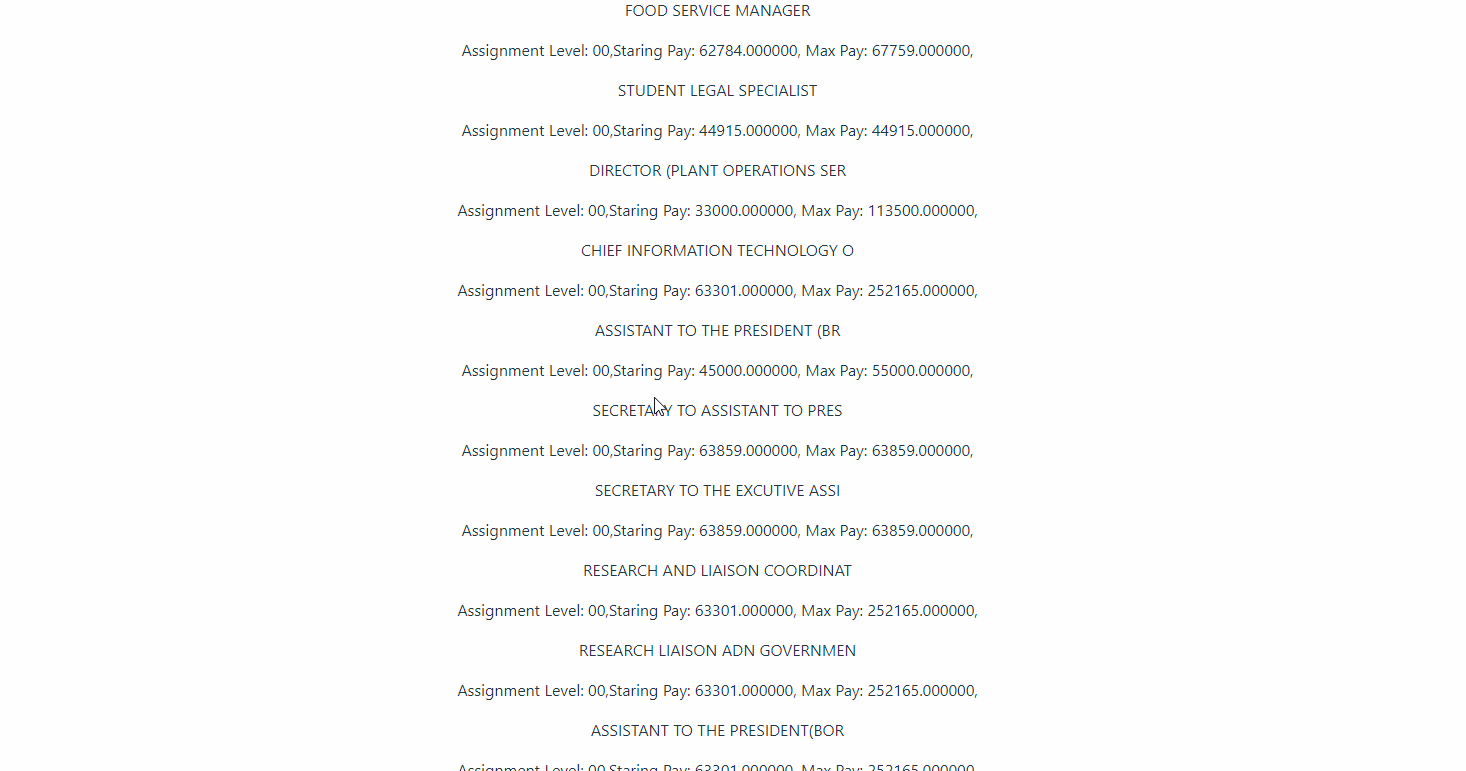 FOOD SERVICE MANAGER
Assignment Level: 00,Staring Pay: 62784.000000, Max Pay: 67759.000000,
STUDENT LEGAL SPECIALIST
Assignment Level: 00,Staring Pay: 44915.000000, Max Pay: 44915.000000,
DIRECTOR (PLANT OPERATIONS SER
Assignment Level: 00,Staring Pay: 33000.000000, Max Pay: 113500.000000,
CHIEF INFORMATION TECHNOLOGY O
Assignment Level: 00,Staring Pay: 63301.000000, Max Pay: 252165.000000,
ASSISTANT TO THE PRESIDENT (BR
Assignment Level: 00,Staring Pay: 45000.000000, Max Pay: 55000.000000,
SECRETARY TO ASSISTANT TO PRES
Assignment Level: 00,Staring Pay: 63859.000000, Max Pay: 63859.000000,
SECRETARY TO THE EXCUTIVE ASSI
Assignment Level: 00,Staring Pay: 63859.000000, Max Pay: 63859.000000,
RESEARCH AND LIAISON COORDINAT
Assignment Level: 00,Staring Pay: 63301.000000, Max Pay: 252165.000000,
RESEARCH LIAISON ADN GOVERNMEN
Assignment Level: 00,Staring Pay: 63301.000000, Max Pay: 252165.000000,
ASSISTANT TO THE PRESIDENT(BOR
Assignment Level: 00,Staring Pay: 63301.000000, Max Pay: 252165.000000,